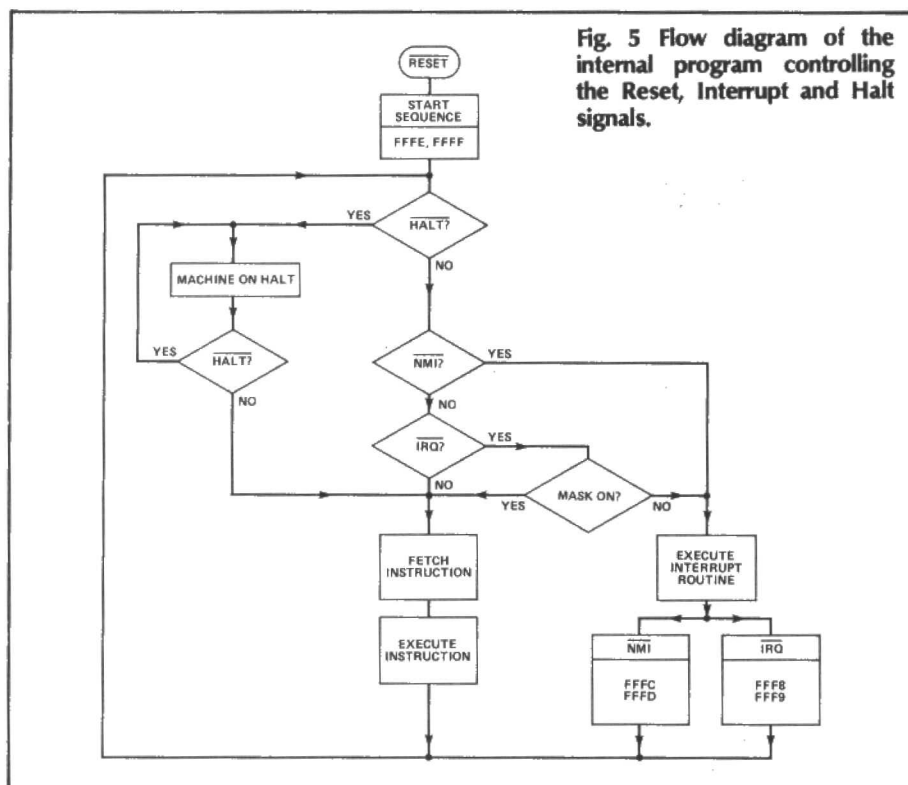 Fig. 5 Flow diagram of the
internal program controlling
the Reset, Interrupt and Halt
signals.
RESET
START
SEQUENCE
FFFE, FFFF
HALT?
YES
NO
MACHINE ON HALT
HALT?
YES
NO
NMI?
YES
NO
IRQ?
YES
NO
MASK ON?
YES
NO
FETCH
INSTRUCTION
EXECUTE
INSTRUCTION
EXECUTE
INTERRUPT
ROUTINE
NMI
FFFC
FFFD
IRQ
FFF8
FFF9